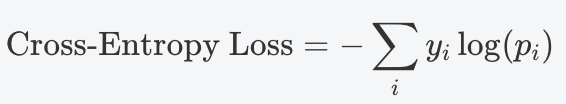 Cross-Entropy Loss = − ∑ᵢ yᵢ log(pᵢ)